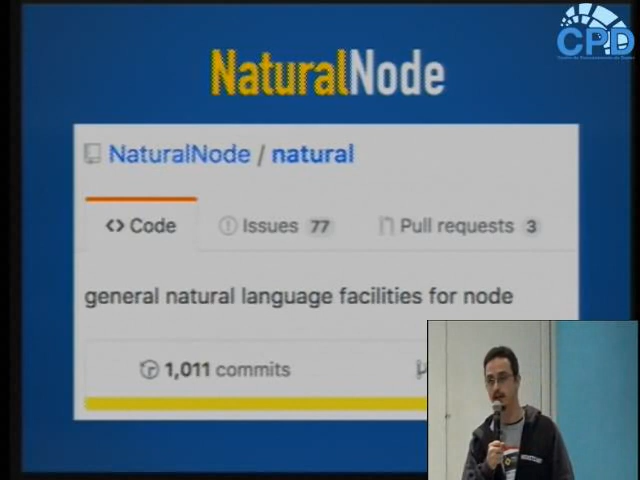 CPD
NaturalNode
NaturalNode / natural
<> Code
Issues 77
Pull requests 3
general natural language facilities for node
1,011 commits